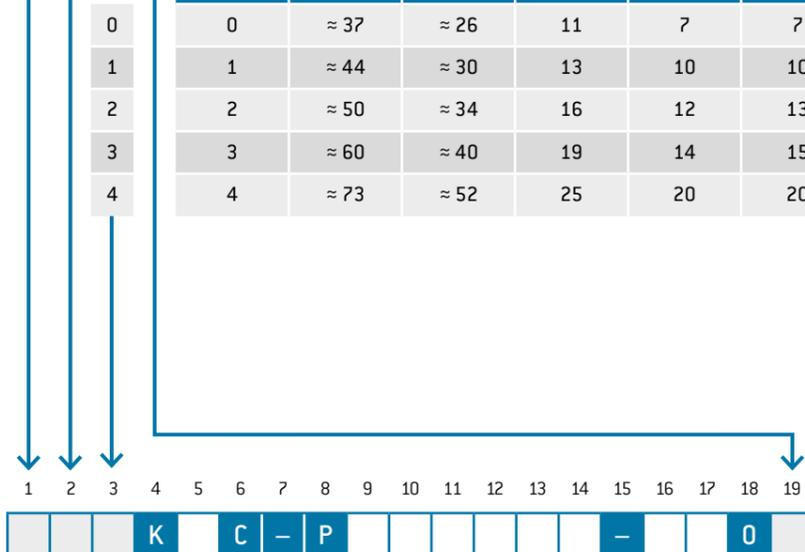 0 0 ≈ 37 ≈ 26 11 7 7
1 1 ≈ 44 ≈ 30 13 10 10
2 2 ≈ 50 ≈ 34 16 12 13
3 3 ≈ 60 ≈ 40 19 14 15
4 4 ≈ 73 ≈ 52 25 20 20
1 2 3 4 5 6 7 8 9 10 11 12 13 14 15 16 17 18 19
K C – P – 0